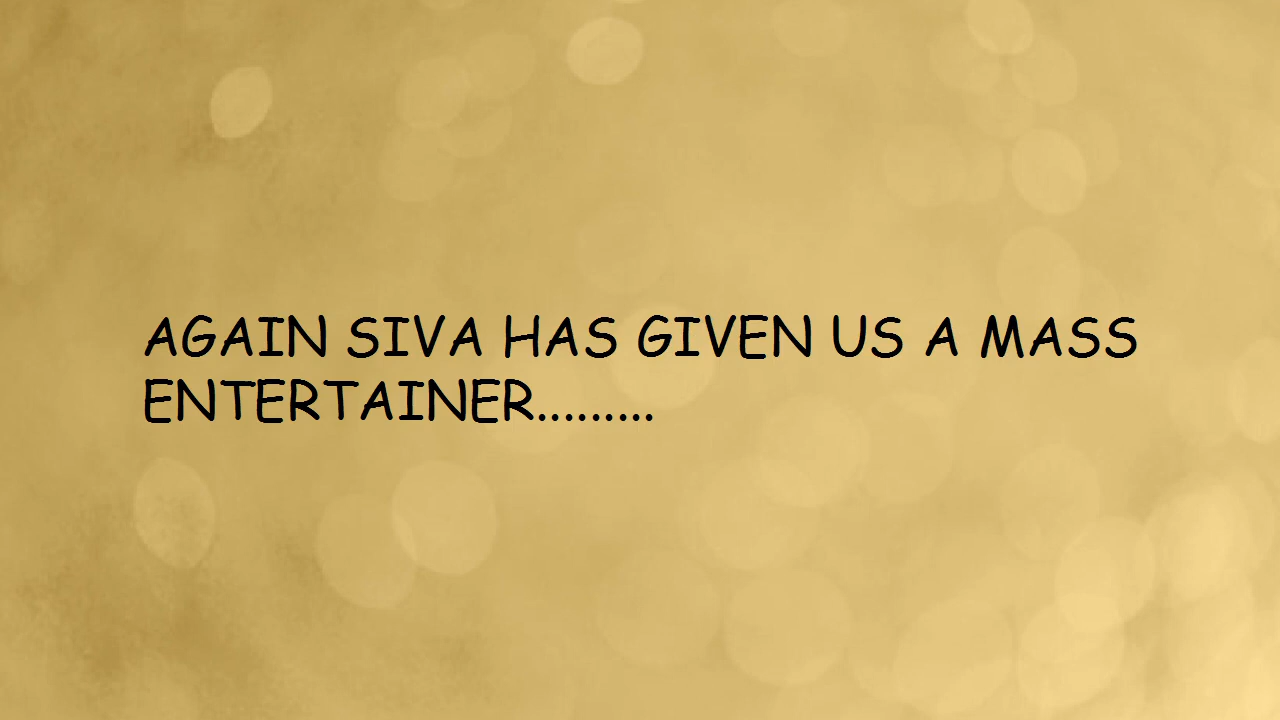 AGAIN SIVA HAS GIVEN US A MASS
ENTERTAINER.........